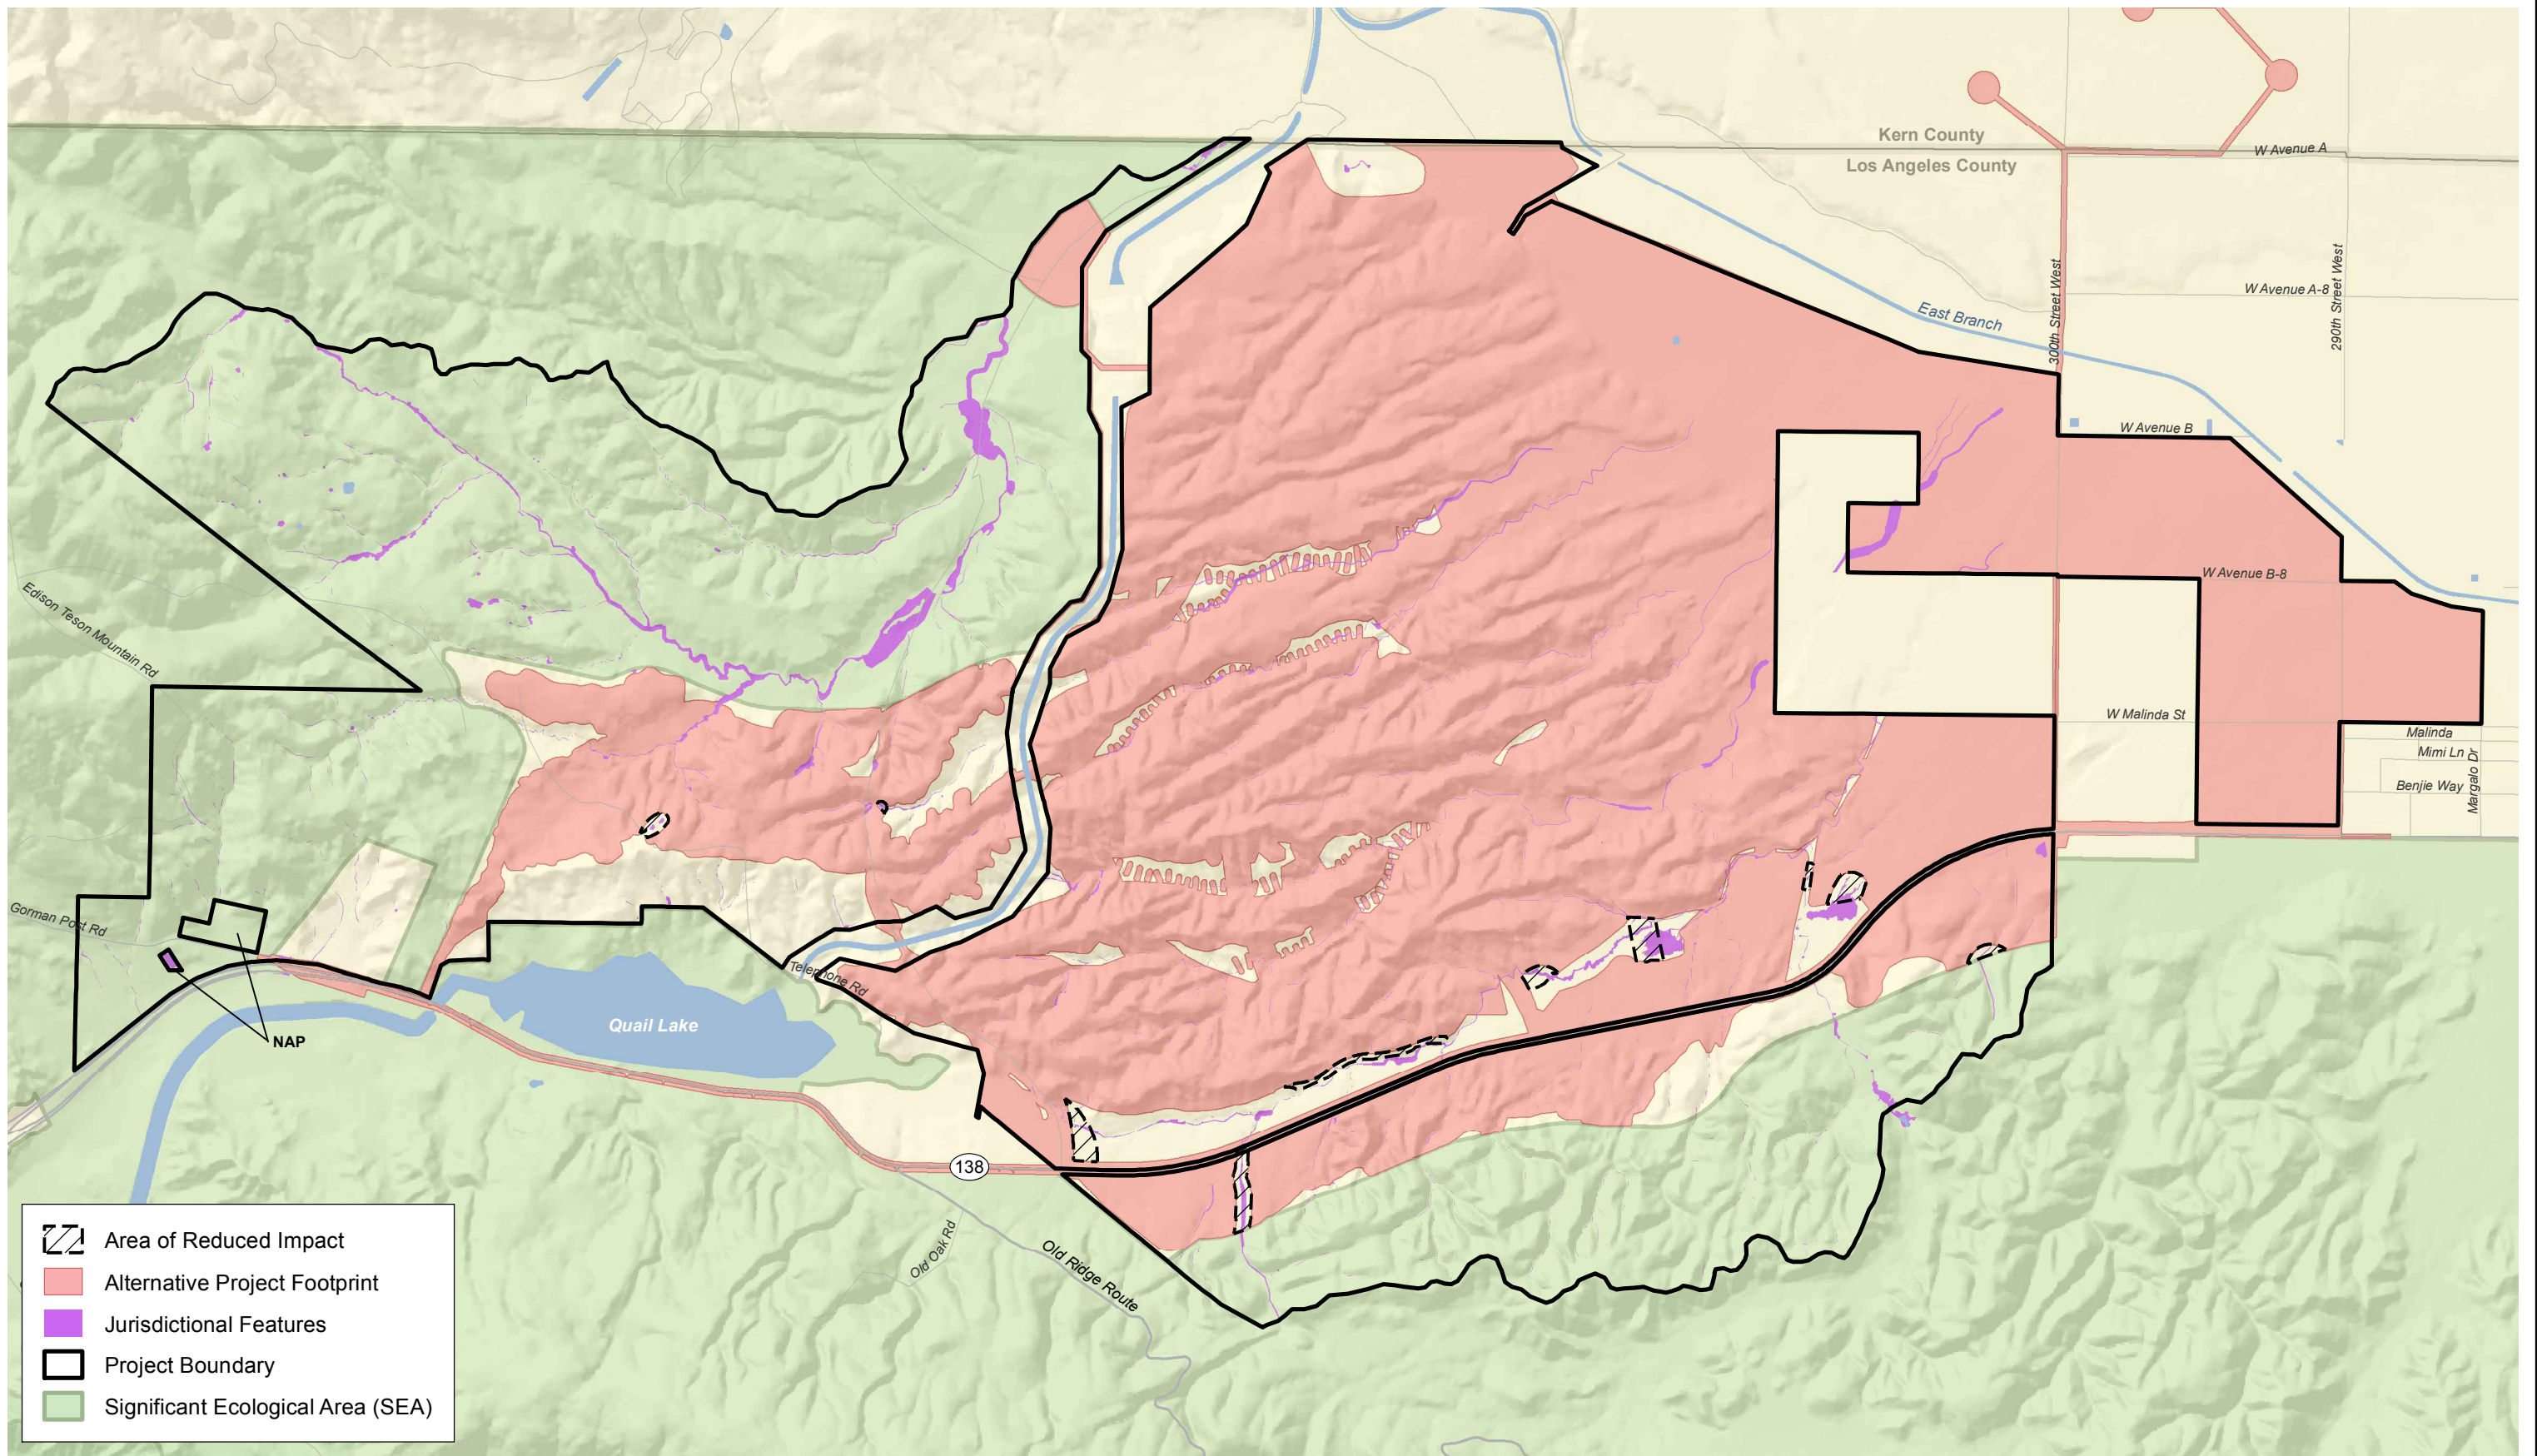 Kern County
Los Angeles County
W Avenue A
W Avenue A-8
290th Street West
300th Street West
East Branch
W Avenue B
W Avenue B-8
Edison Teson Mountain Rd
W Malinda St
Malinda
Mimi Ln
Margalo Dr
Benjie Way
Gorman Post Rd
Telephone Rd
Quail Lake
NAP
138
Old Oak Rd
Old Ridge Route
Area of Reduced Impact
Alternative Project Footprint
Jurisdictional Features
Project Boundary
Significant Ecological Area (SEA)